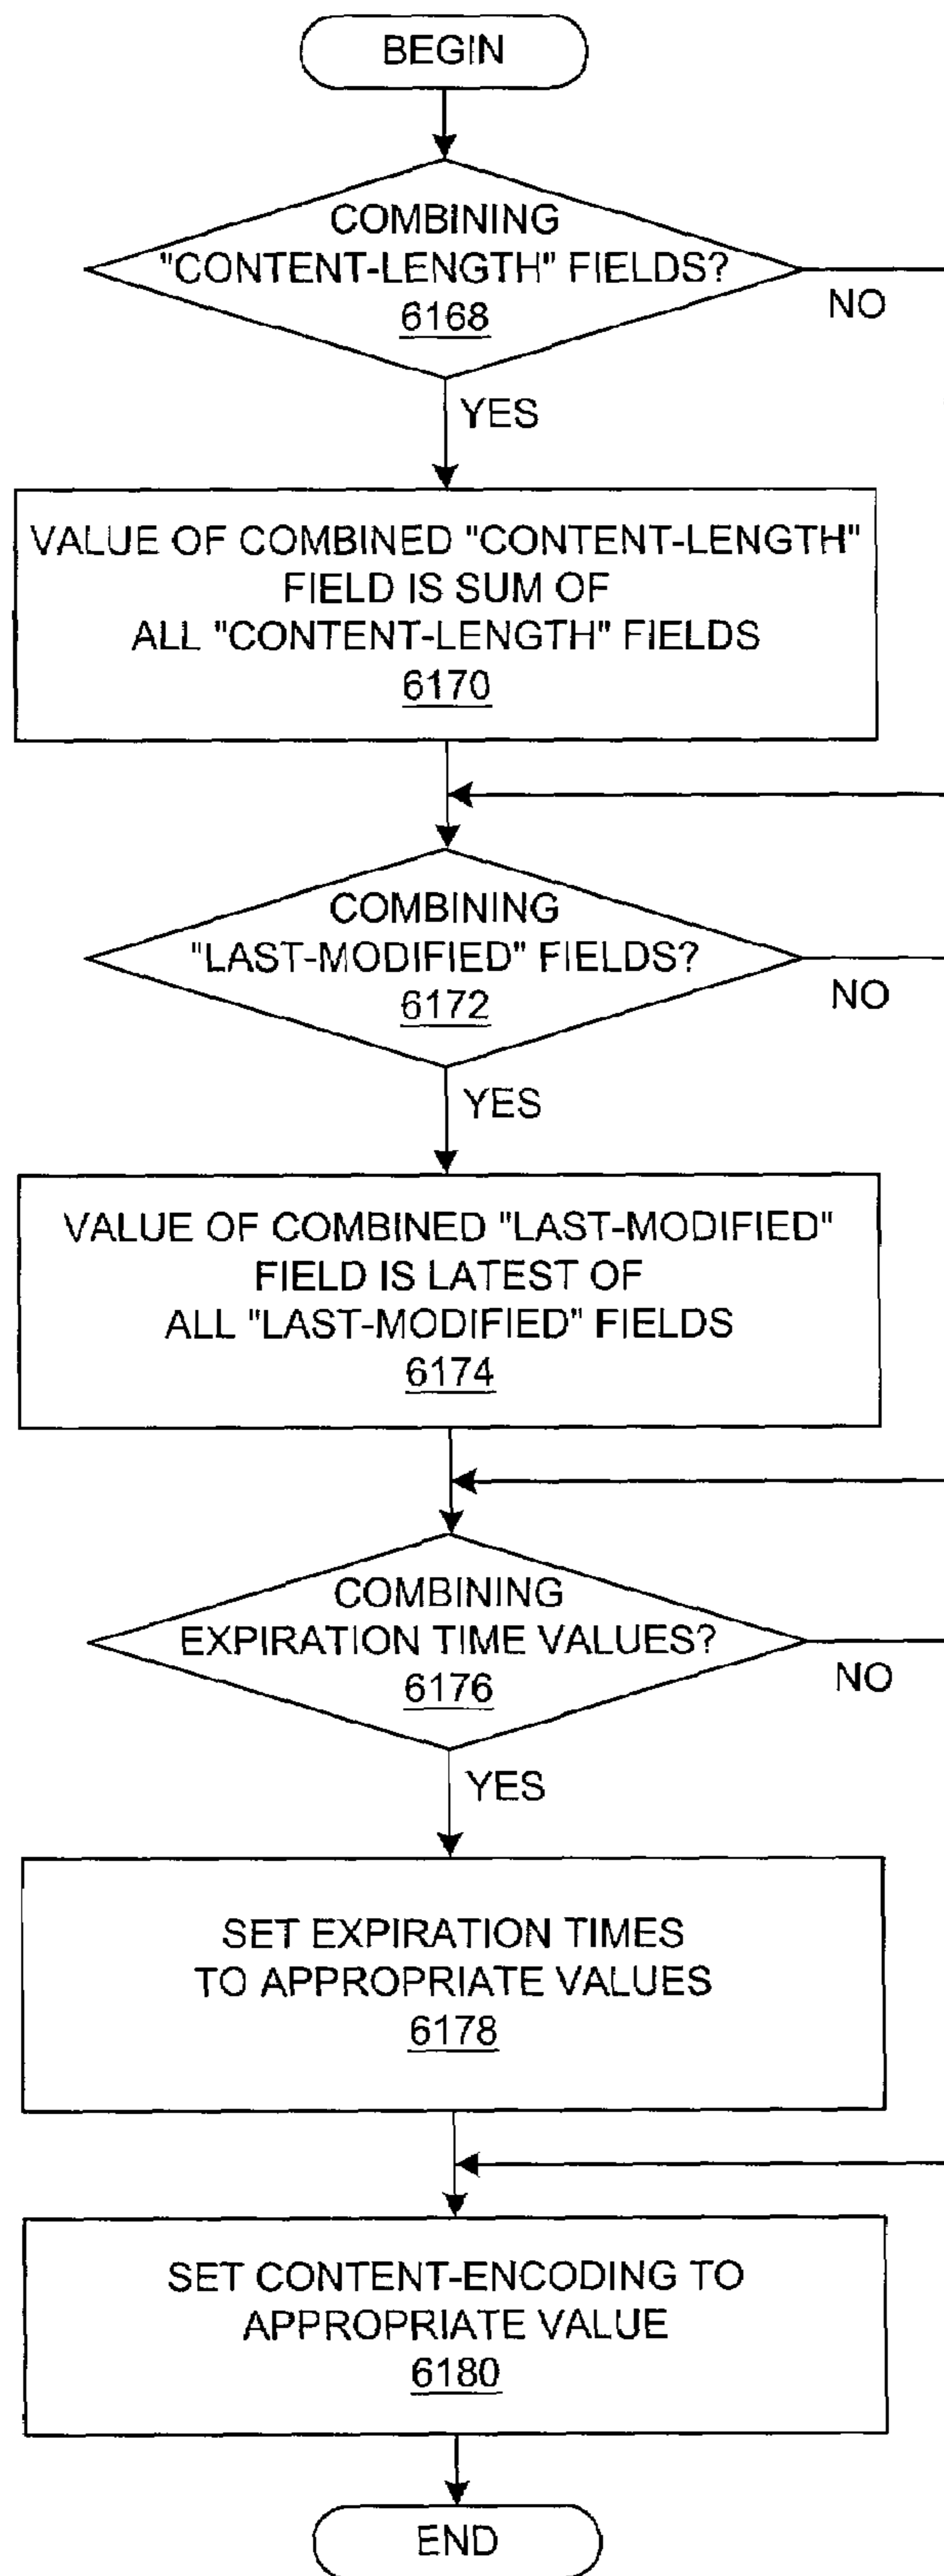 BEGIN
COMBINING
"CONTENT-LENGTH" FIELDS?
6168
NO
YES
VALUE OF COMBINED "CONTENT-LENGTH"
FIELD IS SUM OF
ALL "CONTENT-LENGTH" FIELDS
6170
COMBINING
"LAST-MODIFIED" FIELDS?
6172
NO
YES
VALUE OF COMBINED "LAST-MODIFIED"
FIELD IS LATEST OF
ALL "LAST-MODIFIED" FIELDS
6174
COMBINING
EXPIRATION TIME VALUES?
6176
NO
YES
SET EXPIRATION TIMES
TO APPROPRIATE VALUES
6178
SET CONTENT-ENCODING TO
APPROPRIATE VALUE
6180
END